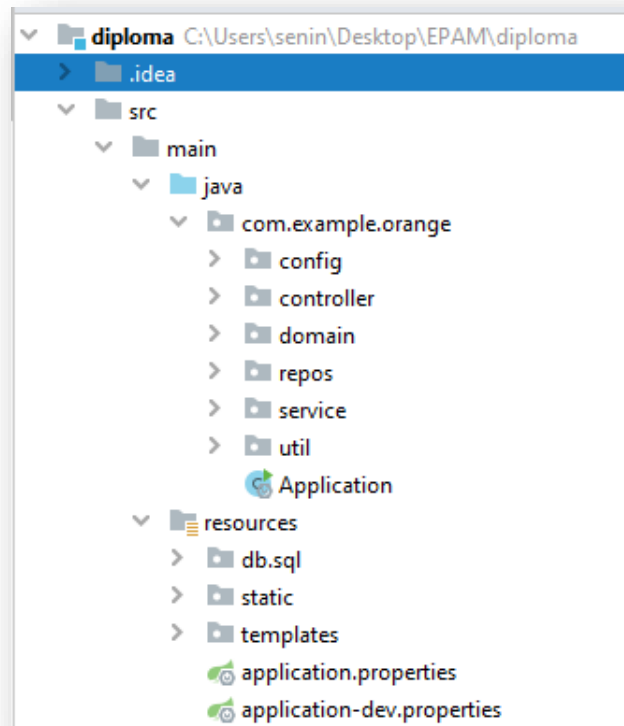 diploma C:\Users\senin\Desktop\EPAM\diploma
.idea
src
main
java
com.example.orange
config
controller
domain
repos
service
util
Application
resources
db.sql
static
templates
application.properties
application-dev.properties